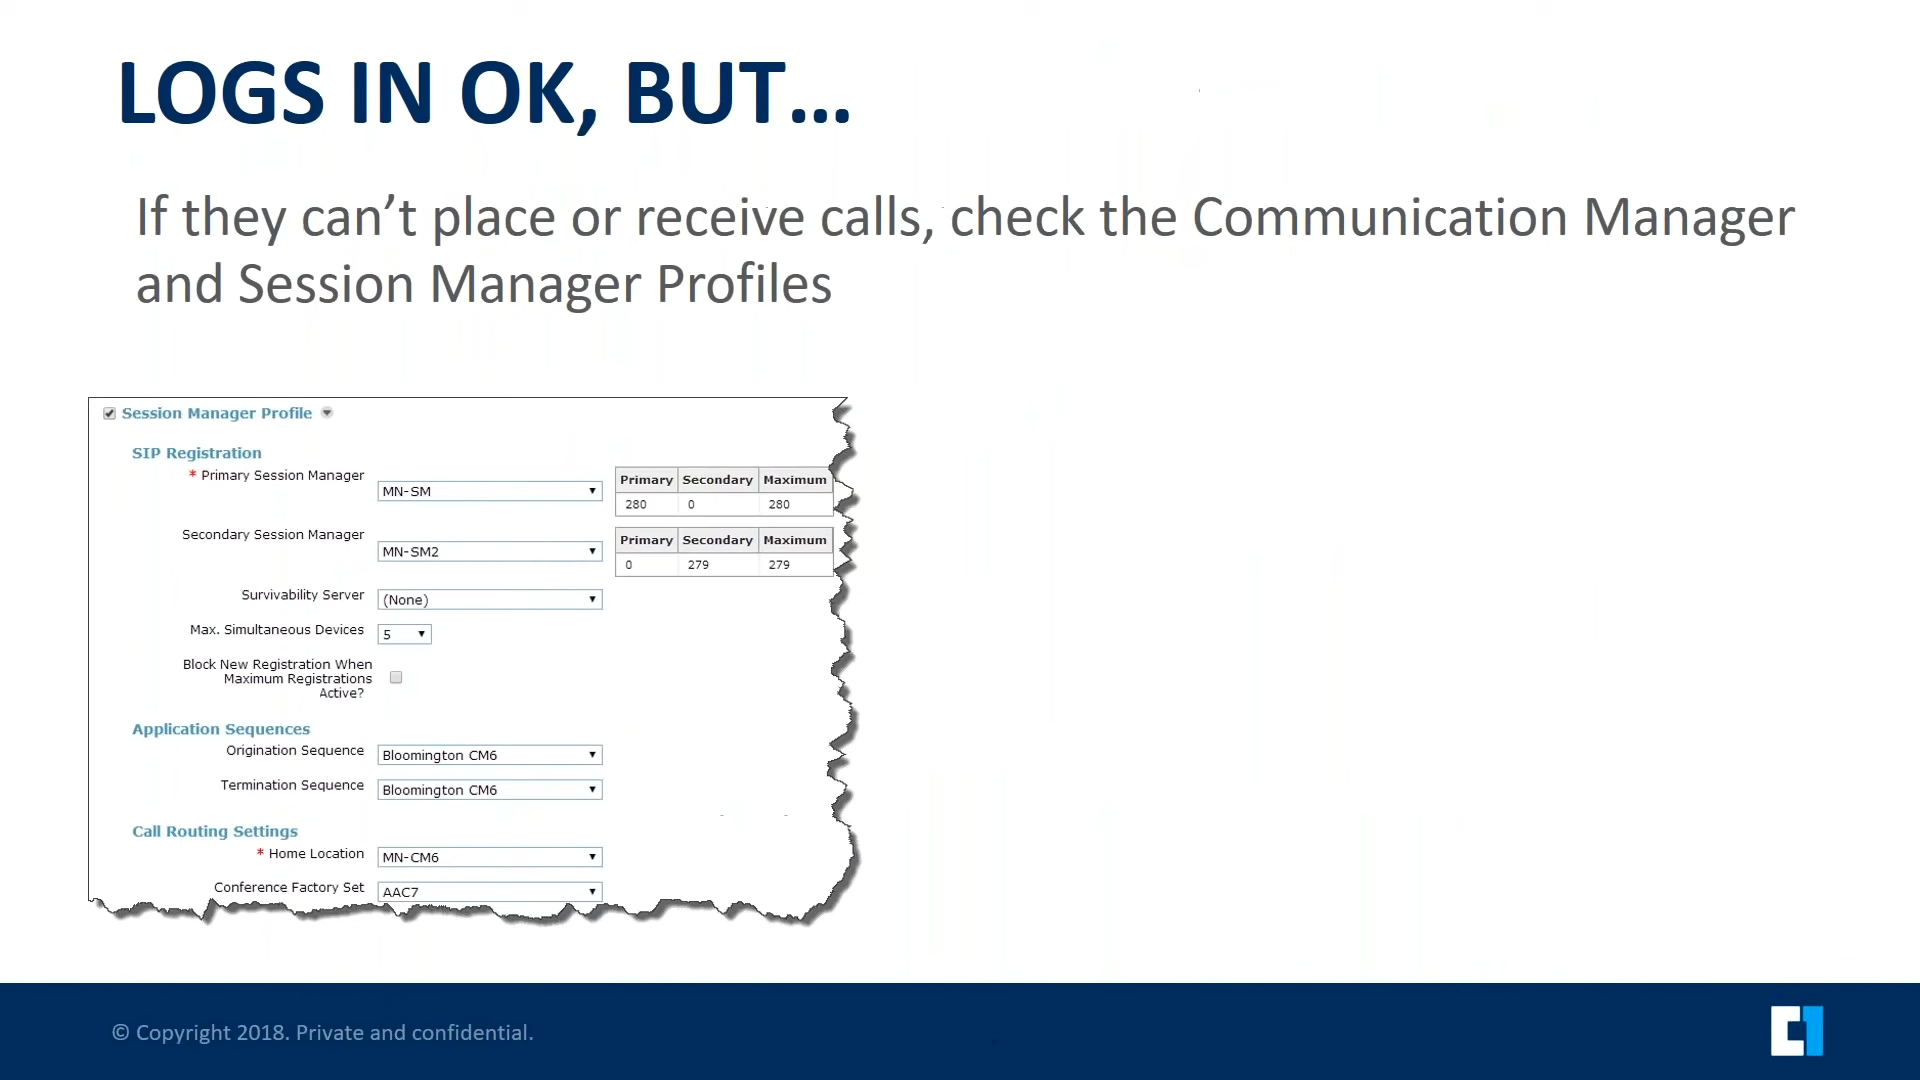 LOGS IN OK, BUT...
If they can’t place or receive calls, check the Communication Manager
and Session Manager Profiles
Session Manager Profile
SIP Registration
* Primary Session Manager
MN-SM
Primary Secondary Maximum
280 0 280
Secondary Session Manager
MN-SM2
Primary Secondary Maximum
0 279 279
Survivability Server
(None)
Max. Simultaneous Devices
5
Block New Registration When
Maximum Registrations
Active?
Application Sequences
Origination Sequence
Bloomington CM6
Termination Sequence
Bloomington CM6
Call Routing Settings
* Home Location
MN-CM6
Conference Factory Set
AAC7
© Copyright 2018. Private and confidential.